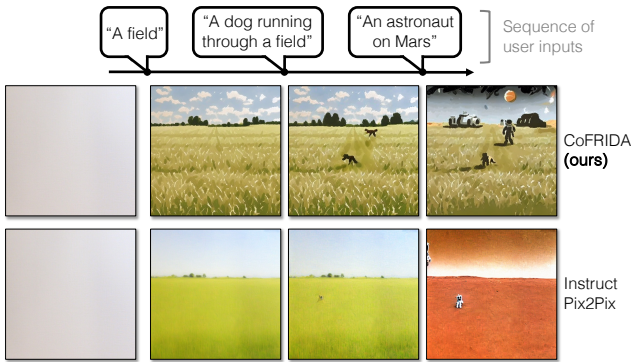 “A field”
“A dog running
through a field”
“An astronaut
on Mars”
Sequence of
user inputs
CoFRIDA
(ours)
Instruct
Pix2Pix